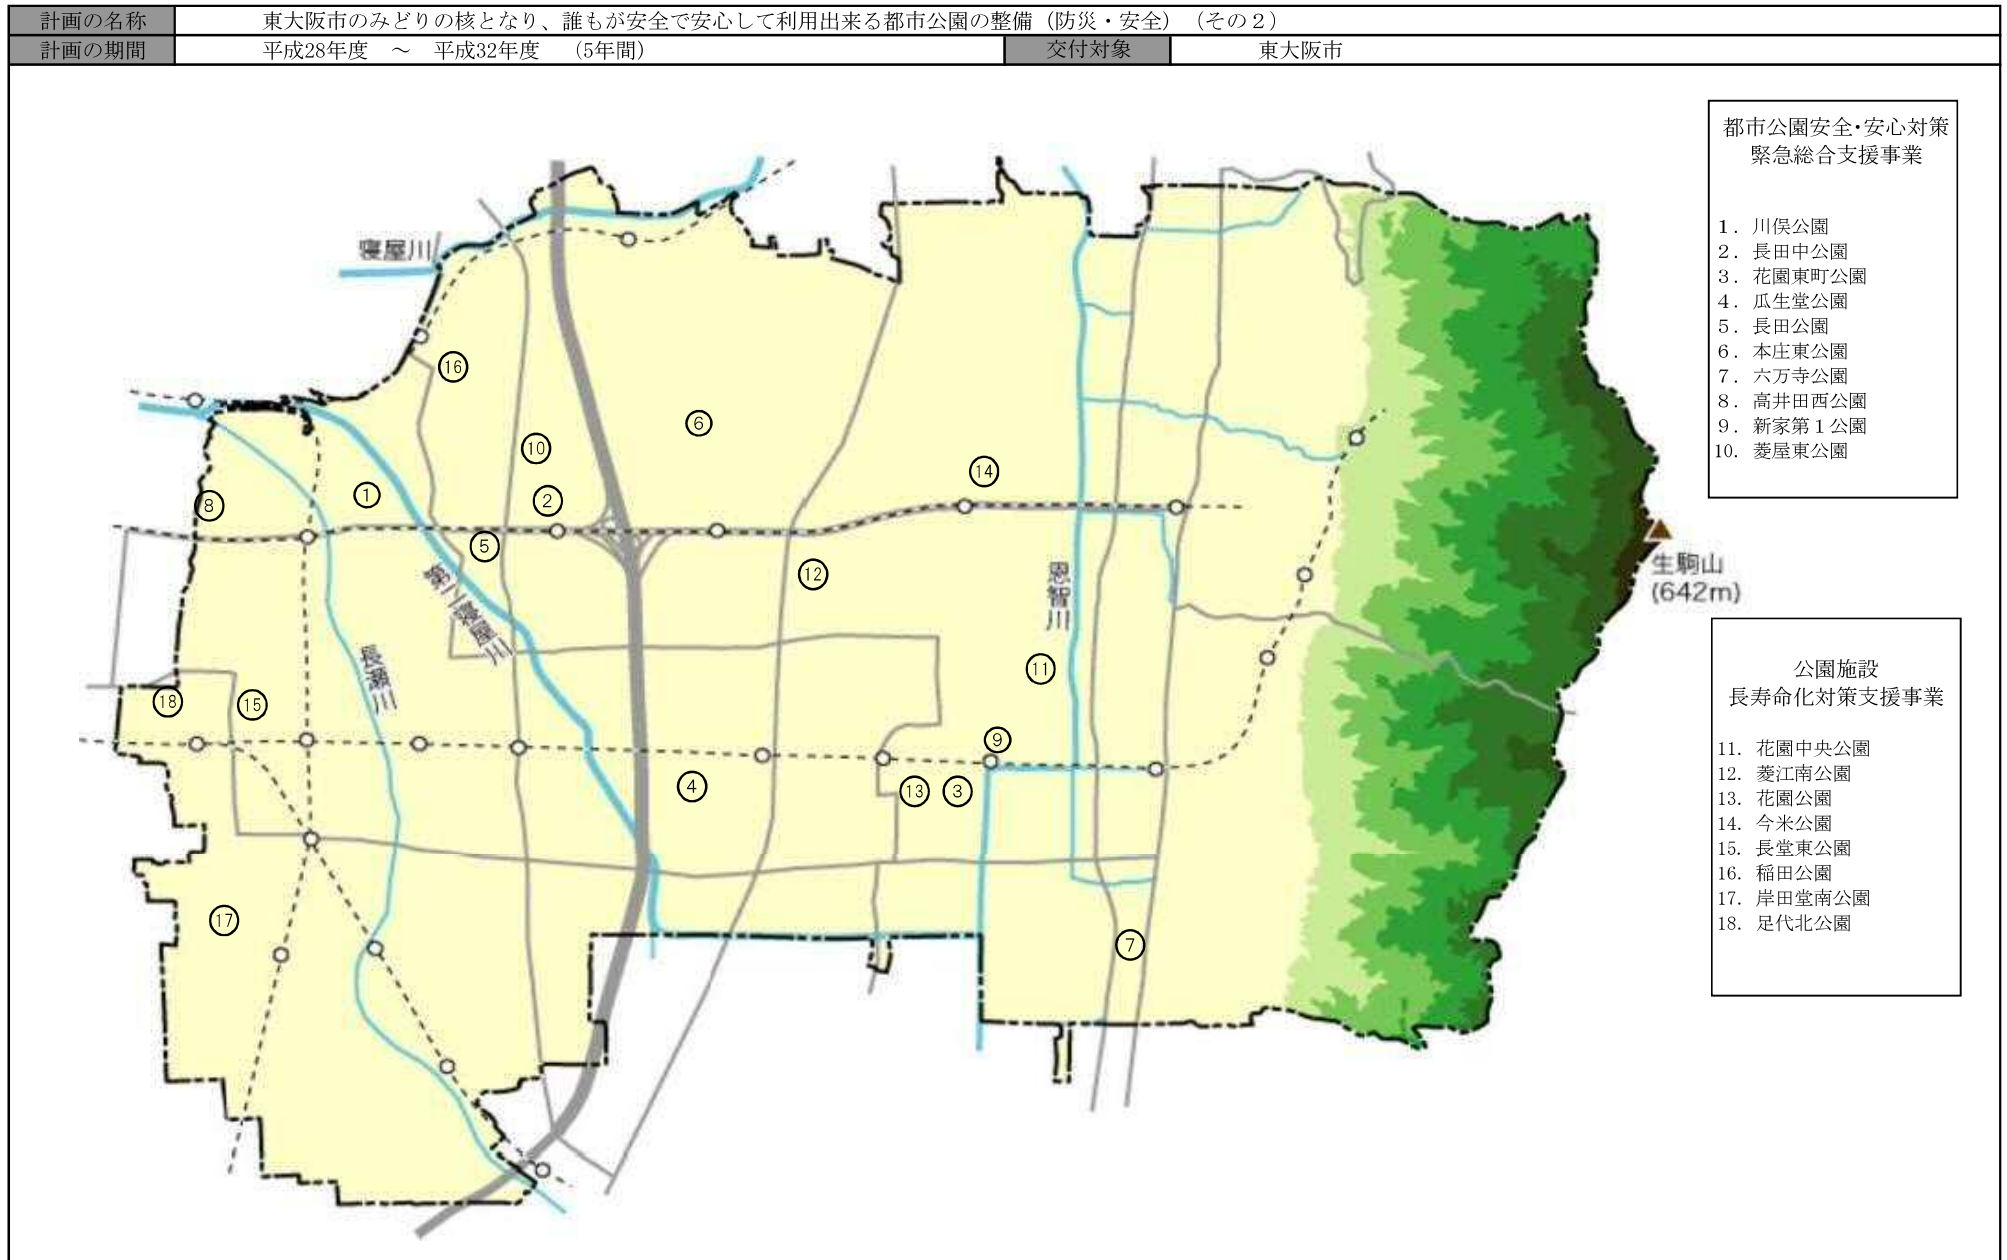 計画の名称 東大阪市のみどりの核となり、誰もが安全で安心して利用出来る都市公園の整備（防災・安全）（その２）
計画の期間 平成28年度　～　平成32年度　（5年間） 交付対象 東大阪市
都市公園安全・安心対策
緊急総合支援事業
1．川俣公園
2．長田中公園
3．花園東町公園
4．瓜生堂公園
5．長田公園
6．本庄東公園
7．六万寺公園
8．高井田西公園
9．新家第１公園
10．菱屋東公園
寝屋川
16
6
10
14
8
1
2
5
12
第二寝屋川
恩智川
生駒山
(642m)
長瀬川
11
18
15
9
4
13
3
17
7
公園施設
長寿命化対策支援事業
11．花園中央公園
12．菱江南公園
13．花園公園
14．今米公園
15．長堂東公園
16．稲田公園
17．岸田堂南公園
18．足代北公園